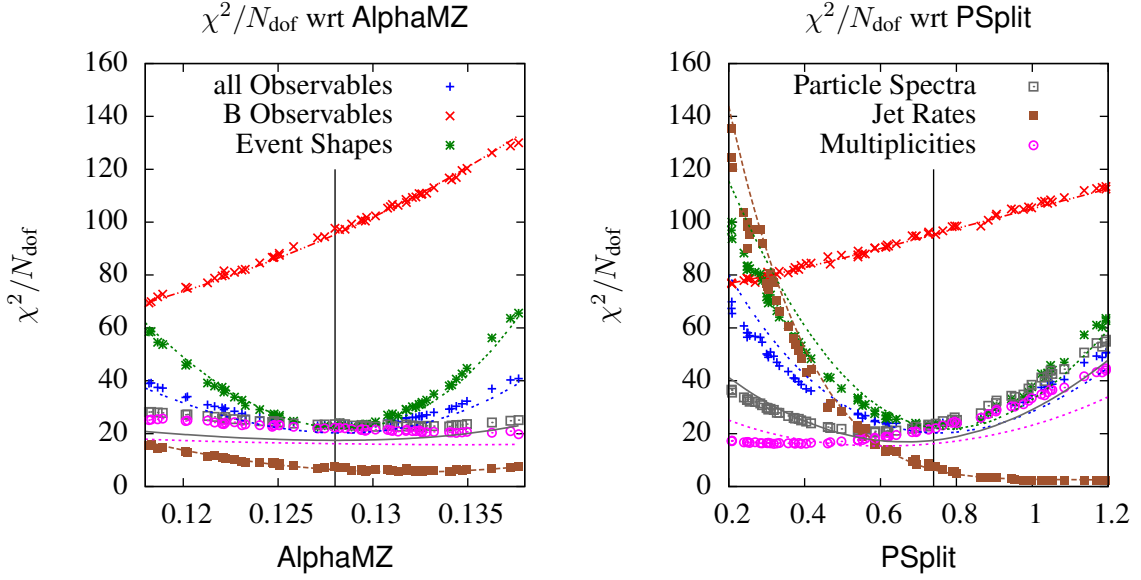 χ²/N_dof wrt AlphaMZ
160
140
120
100
80
60
40
20
0
χ²/N_dof
all Observables
B Observables
Event Shapes
0.12
0.125
0.13
0.135
AlphaMZ
χ²/N_dof wrt PSplit
160
140
120
100
80
60
40
20
0
χ²/N_dof
Particle Spectra
Jet Rates
Multiplicities
0.2
0.4
0.6
0.8
1
1.2
PSplit